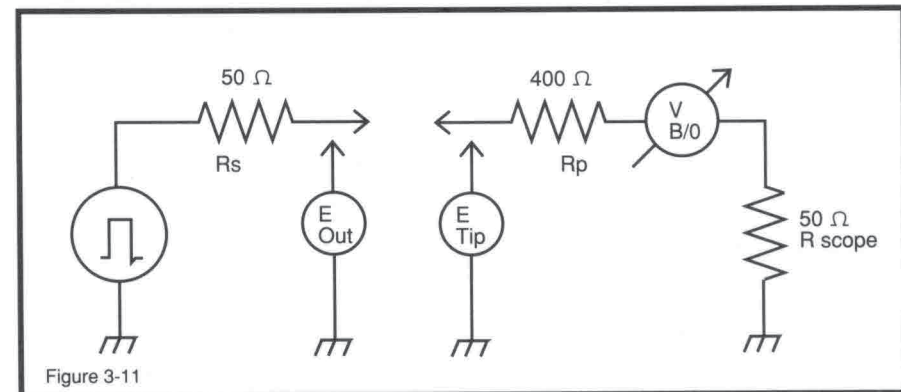 50 Ω
Rs
E
Out
E
Tip
400 Ω
Rp
V
B/0
50 Ω
R scope
Figure 3-11